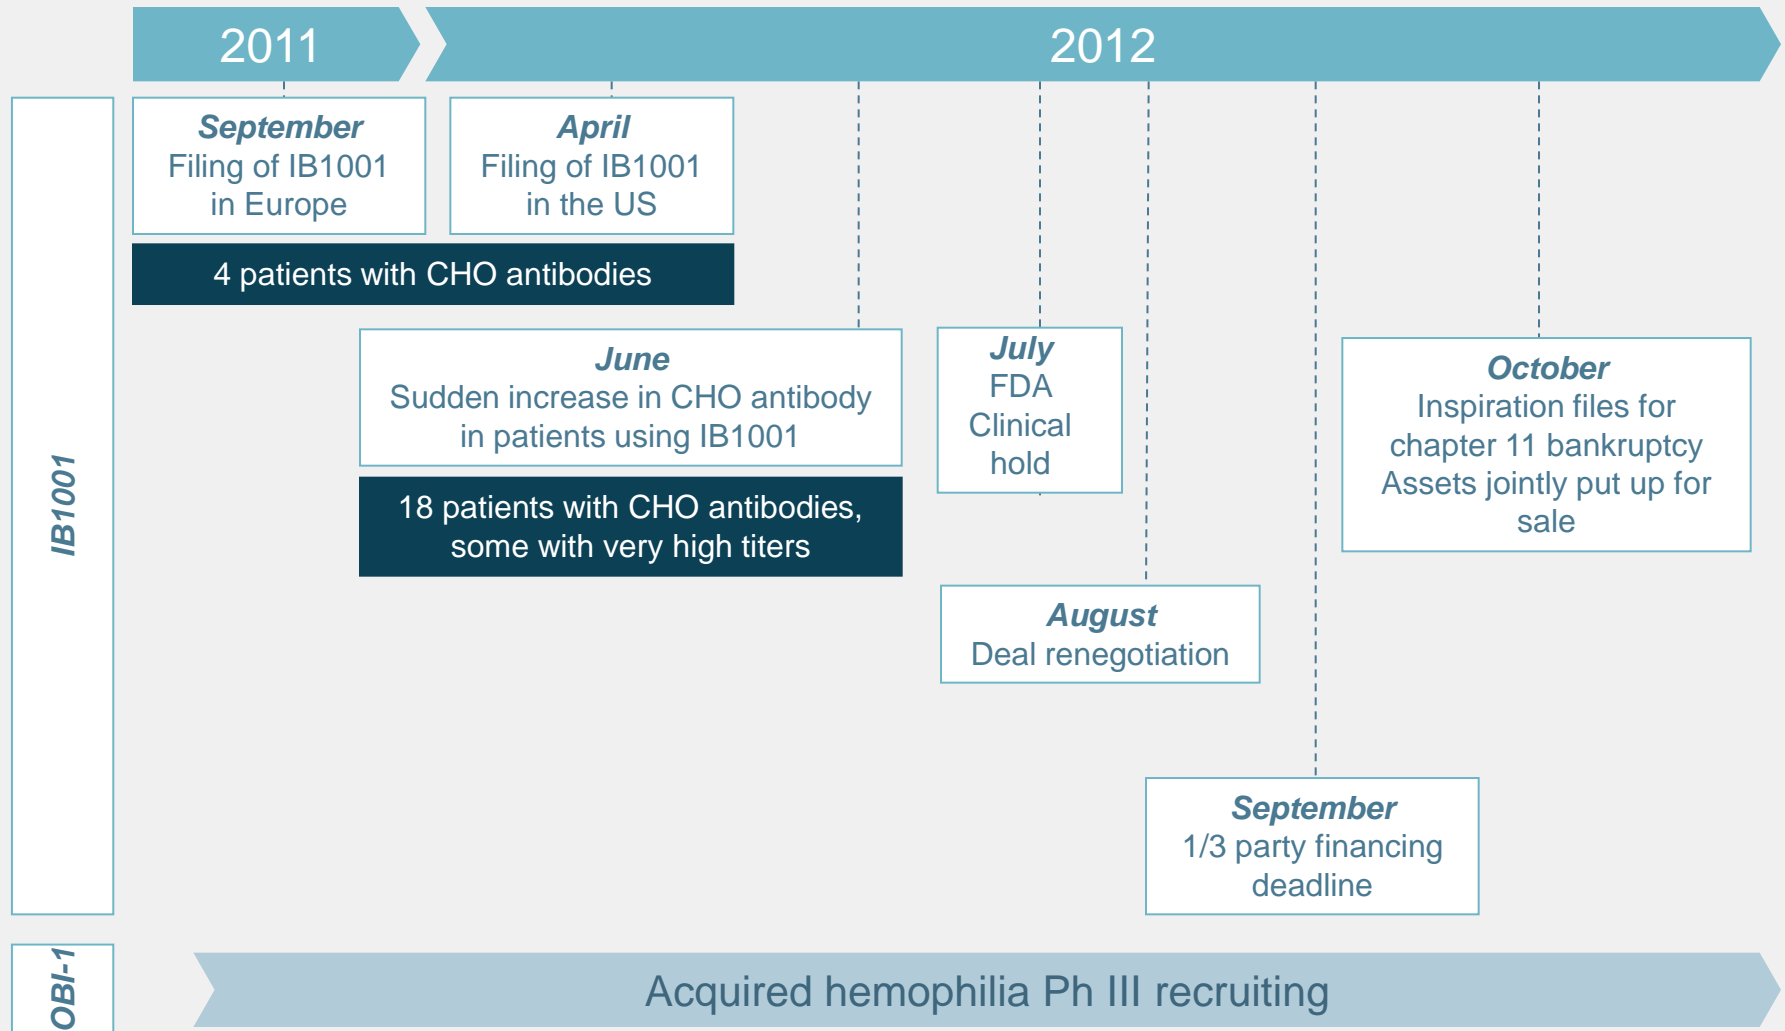 2011
2012
September
Filing of IB1001
in Europe
April
Filing of IB1001
in the US
4 patients with CHO antibodies
IB1001
June
Sudden increase in CHO antibody
in patients using IB1001
18 patients with CHO antibodies,
some with very high titers
July
FDA
Clinical
hold
August
Deal renegotiation
September
1/3 party financing
deadline
October
Inspiration files for
chapter 11 bankruptcy
Assets jointly put up for
sale
OBI-1
Acquired hemophilia Ph III recruiting